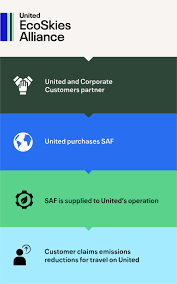 United
EcoSkies
Alliance
United and Corporate
Customers partner
United purchases SAF
SAF is supplied to United's operation
Customer claims emissions
reductions for travel on United